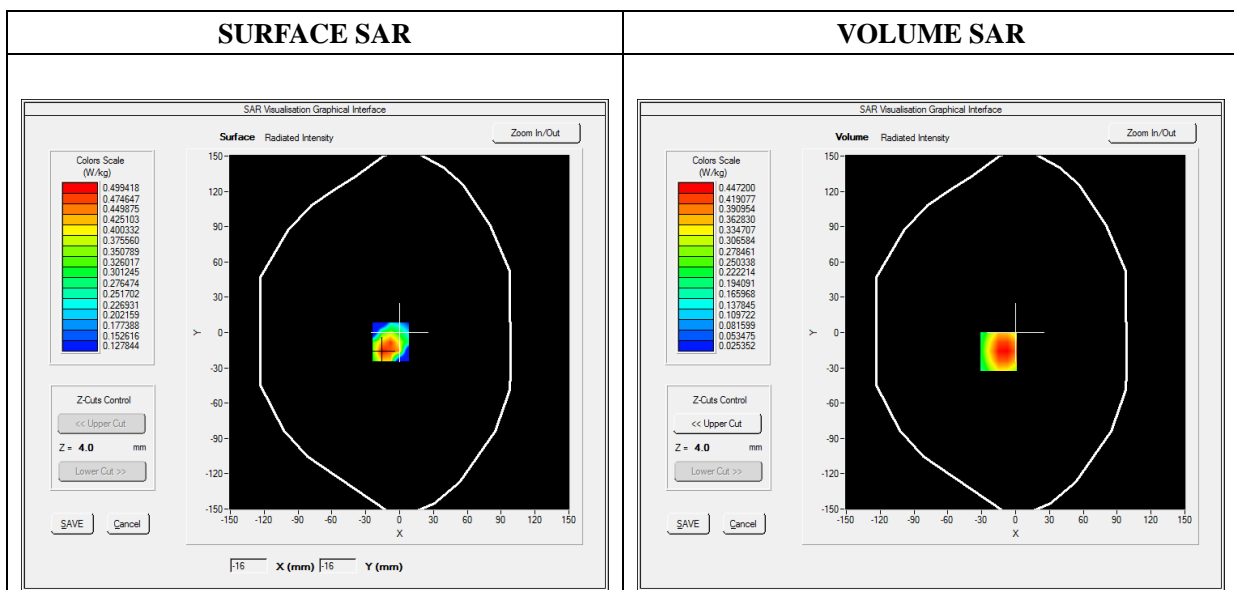 SURFACE SAR
VOLUME SAR
SAR Visualisation Graphical Interface
Surface Radiated Intensity
Zoom In/Out
Colors Scale
(W/kg)
0.499418
0.474647
0.449875
0.425103
0.400332
0.375560
0.350789
0.326017
0.301245
0.276474
0.251702
0.226931
0.202159
0.177388
0.152616
0.127844
Z-Cuts Control
<< Upper Cut
Z = 4.0 mm
Lower Cut >>
SAVE Cancel
150
120
90
60
30
0
-30
-60
-90
-120
-150
Y
-150 -120 -90 -60 -30 0 30 60 90 120 150
X
-16 X (mm) -16 Y (mm)
SAR Visualisation Graphical Interface
Volume Radiated Intensity
Zoom In/Out
Colors Scale
(W/kg)
0.447200
0.419077
0.390954
0.362830
0.334707
0.306584
0.278461
0.250338
0.222214
0.194091
0.165968
0.137845
0.109722
0.081599
0.053475
0.025352
Z-Cuts Control
<< Upper Cut
Z = 4.0 mm
Lower Cut >>
SAVE Cancel
150
120
90
60
30
0
-30
-60
-90
-120
-150
Y
-150 -120 -90 -60 -30 0 30 60 90 120 150
X